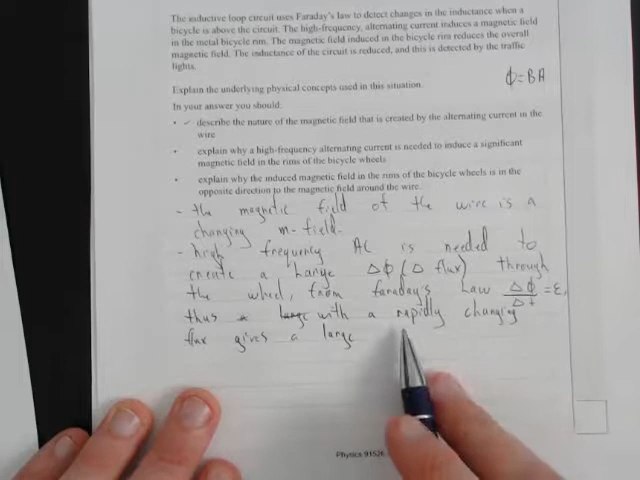 The inductive loop circuit uses Faraday's law to detect changes in the inductance when a
bicycle is above the circuit. The high-frequency, alternating current induces a magnetic field
in the metal bicycle rim. The magnetic field induced in the bicycle rim reduces the overall
magnetic field. The inductance of the circuit is reduced, and this is detected by the traffic
lights.
ϕ=BA
Explain the underlying physical concepts used in this situation.
In your answer you should:
• describe the nature of the magnetic field that is created by the alternating current in the
wire
• explain why a high-frequency alternating current is needed to induce a significant
magnetic field in the rims of the bicycle wheels
• explain why the induced magnetic field in the rims of the bicycle wheels is in the
opposite direction to the magnetic field around the wire.
- the magnetic field of the wire is a
changing m-field.
- high frequency AC is needed to
create a large Δϕ (Δ flux) through
the wheel, from faraday's Law Δϕ/Δt = ε,
thus large with a rapidly changing
flux gives a large
Physics 91526